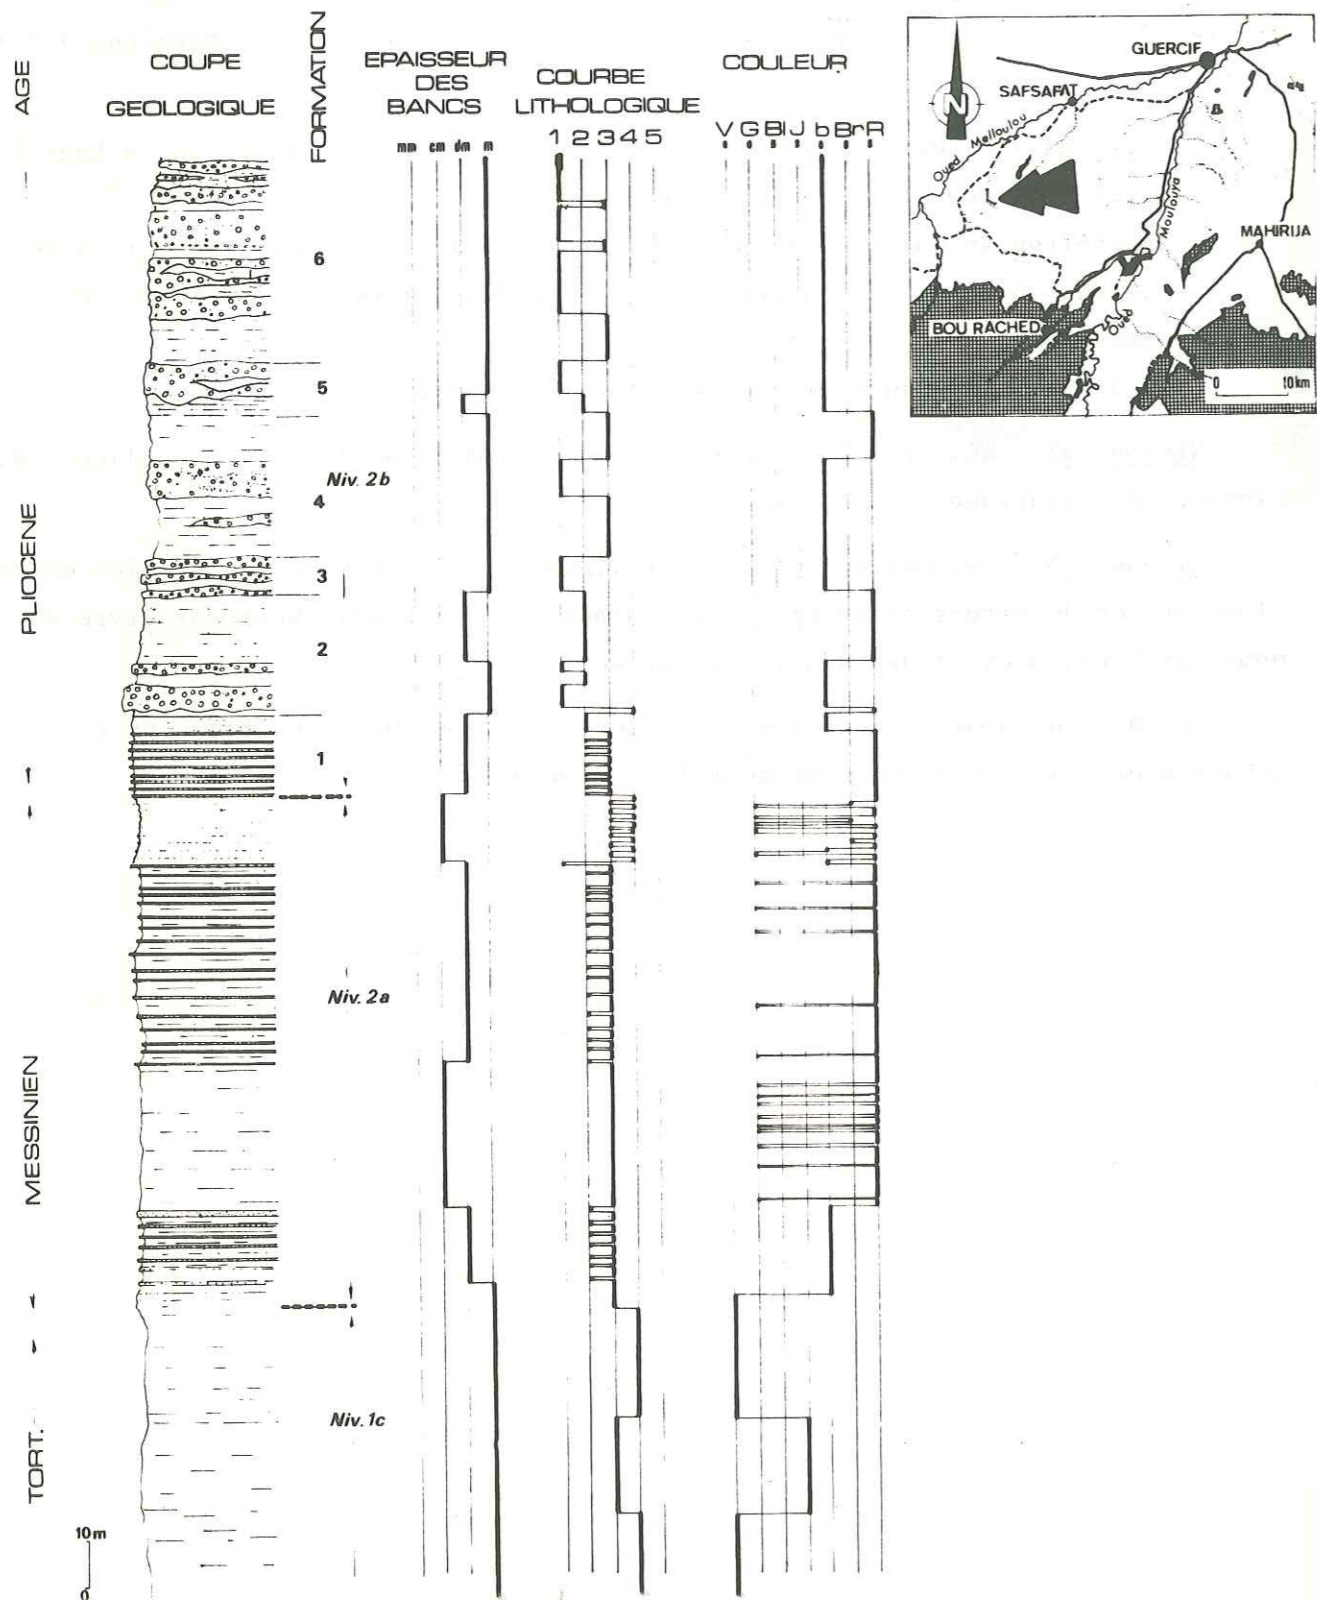 AGE
COUPE
GEOLOGIQUE
FORMATION
EPAISSEUR
DES
BANCS
mm cm dm m
COURBE
LITHOLOGIQUE
1 2 3 4 5
COULEUR
V G Bl J b Br R
GUERCIF
SAFSAFAT
Oued Melloulou
N
Moulouya
MAHIRIJA
BOU RACHED
Oued
0 10 km
PLIOCENE
MESSINIEN
TORT.
6
5
Niv. 2b
4
3
2
1
Niv. 2a
Niv. 1c
10m
0